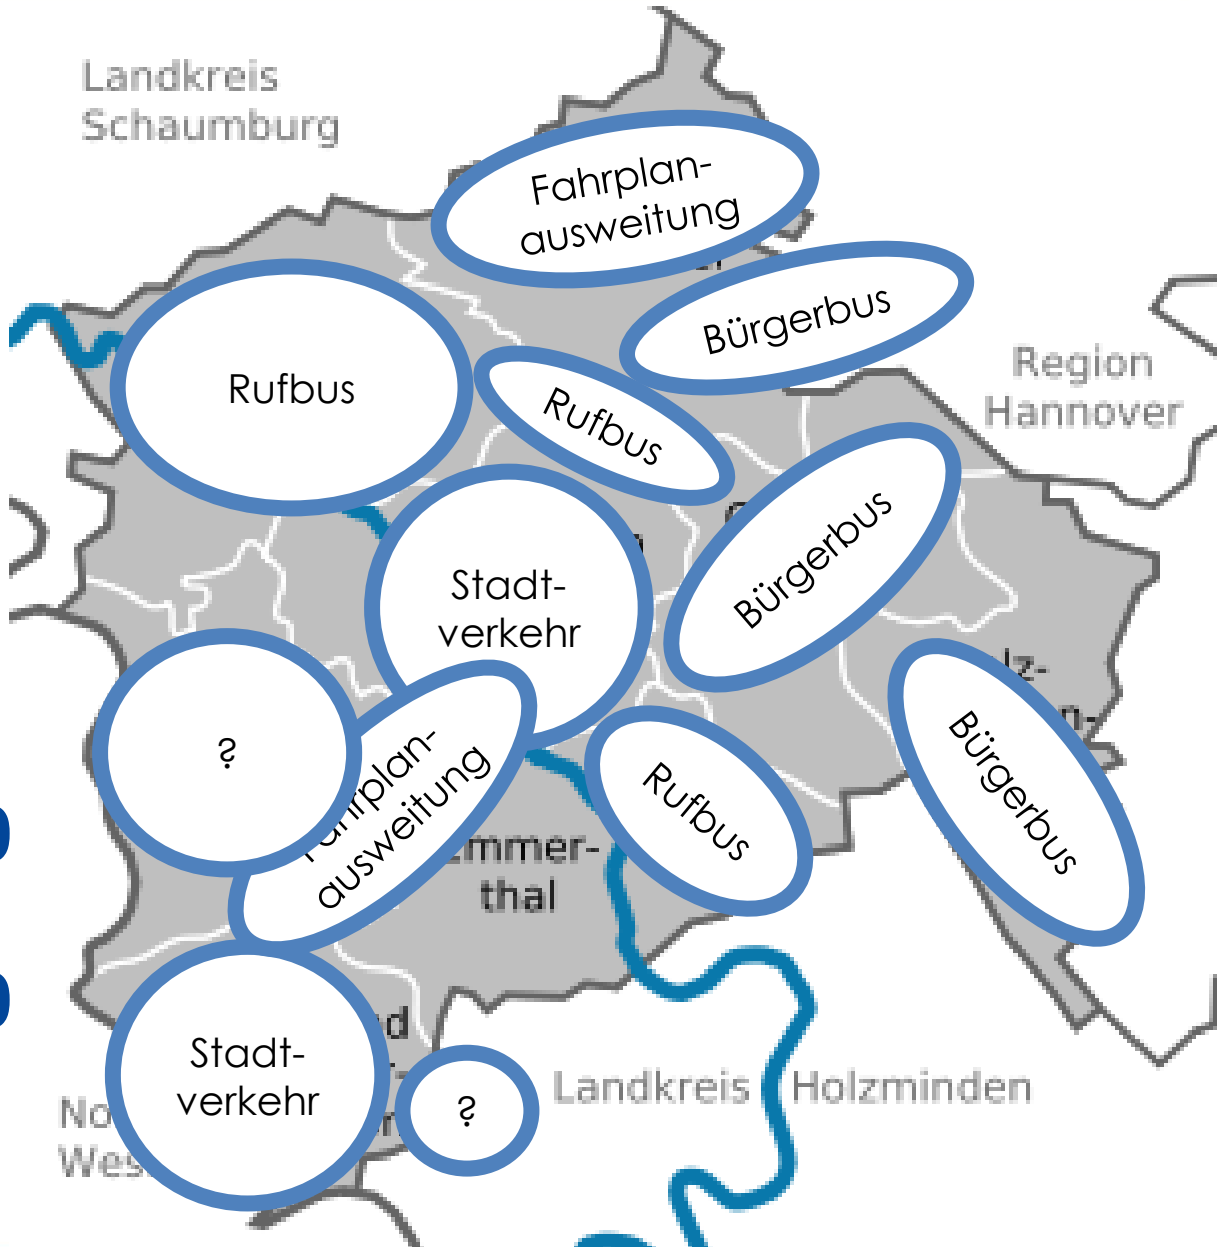 Landkreis
Schaumburg
Fahrplan-
ausweitung
Bürgerbus
Region
Hannover
Rufbus
Rufbus
Bürgerbus
Stadt-
verkehr
Bürgerbus
?
ausweitung
Rufbus
thal
Stadt-
verkehr
?
Landkreis
Holzminden